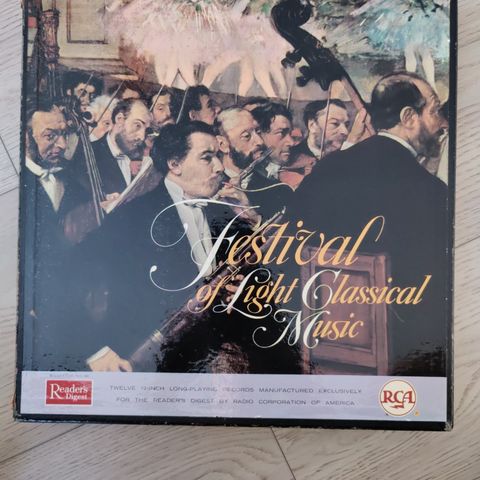 Festival
of Light Classical
Music
Reader's
Digest
TWELVE 12-INCH LONG-PLAYING RECORDS MANUFACTURED EXCLUSIVELY
FOR THE READER'S DIGEST BY RADIO CORPORATION OF AMERICA
RCA